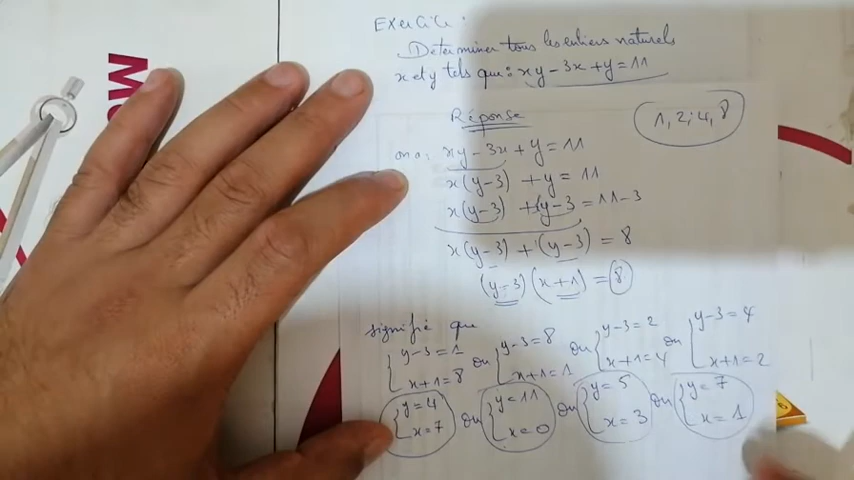 Exercice :
Déterminer tous les entiers naturels
x et y tels que : xy - 3x + y = 11
Réponse
1, 2, 4, 8
on a : xy - 3x + y = 11
x(y-3) + y = 11
x(y-3) + y-3 = 11-3
x(y-3) + (y-3) = 8
(y-3)(x+1) = 8
signifie que
{ y-3=1 ou { y-3=8 ou { y-3=2 ou { y-3=4
x+1=8 x+1=1 x+1=4 x+1=2
{ y=4 ou { y=11 ou { y=5 ou { y=7
x=7 x=0 x=3 x=1